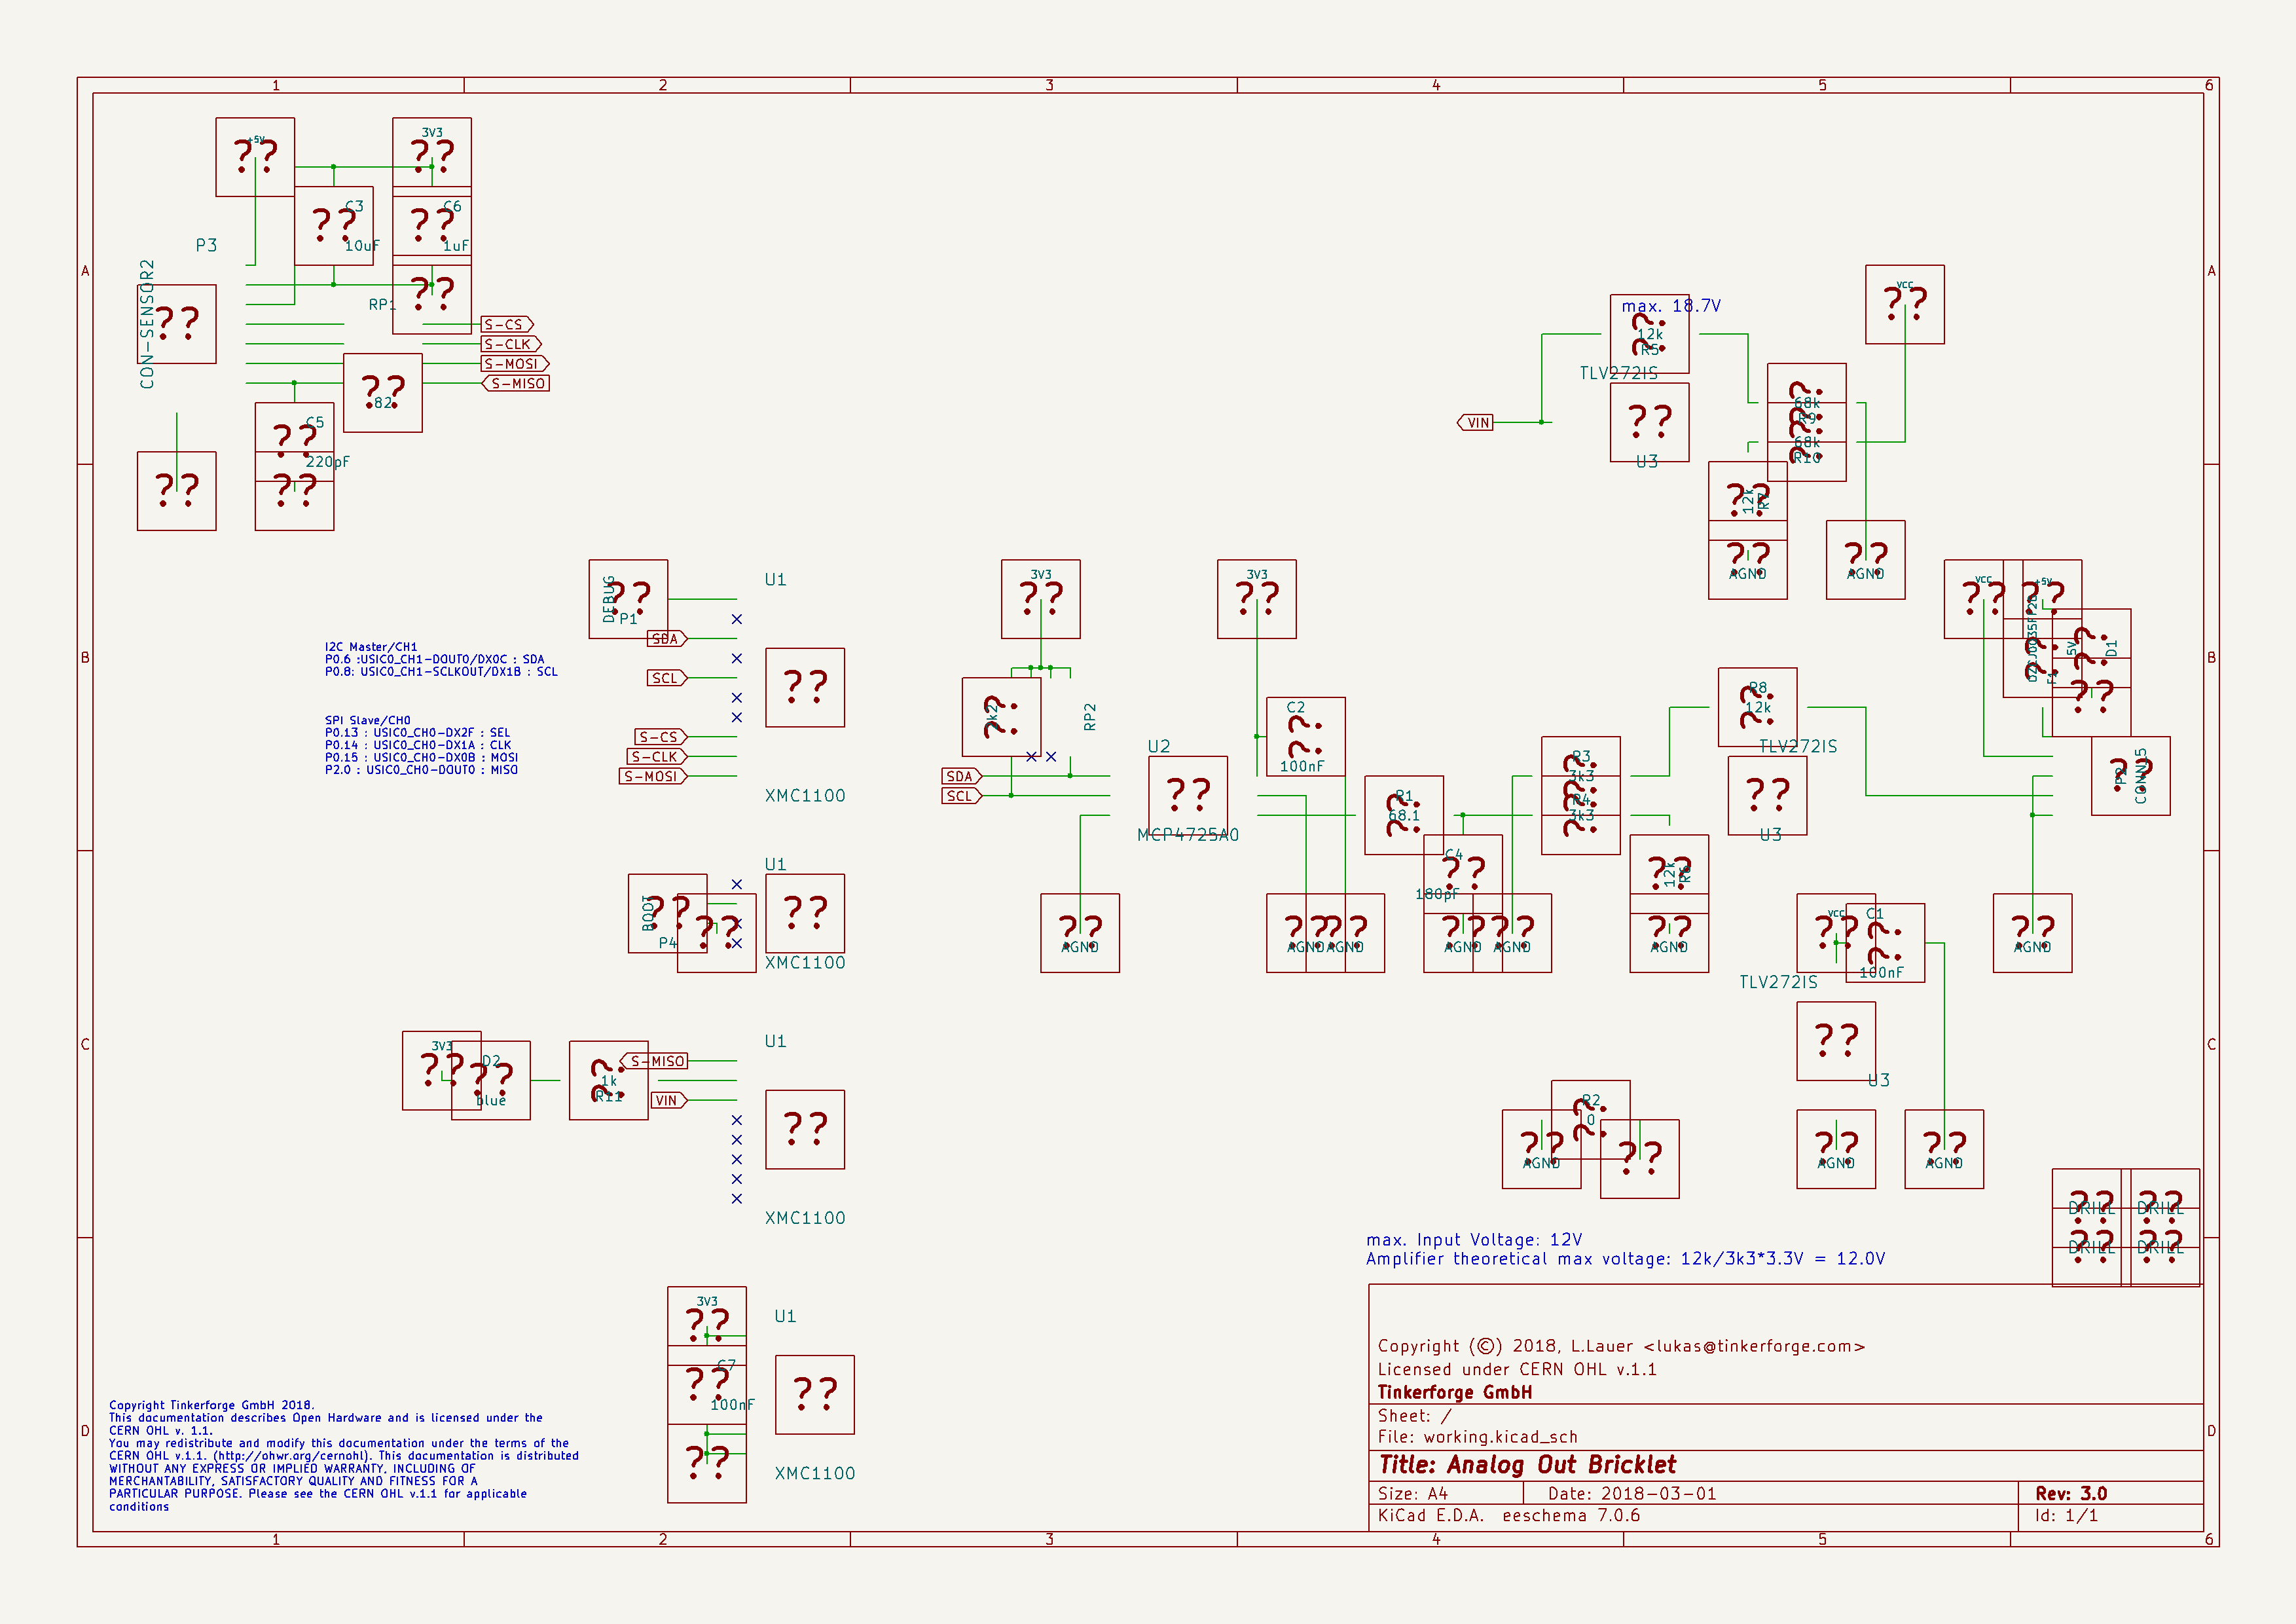 1 2 3 4 5 6
A
B
C
D
A
B
C
D
1 2 3 4 5 6
+5V
??
3V3
??
C3
??
10uF
C6
??
1uF
??
P3
CON-SENSOR2
??
RP1
??
82
S-CS
S-CLK
S-MOSI
S-MISO
C5
??
220pF
??
??
max. 18.7V
??
12k
R5
TLV272IS
??
U3
VIN
VCC
??
??
68k
R9
??
68k
R10
??
12k
R7
??
AGND
??
AGND
I2C Master/CH1
P0.6 :USIC0_CH1-DOUT0/DX0C : SDA
P0.8: USIC0_CH1-SCLKOUT/DX1B : SCL
SPI Slave/CH0
P0.13 : USIC0_CH0-DX2F : SEL
P0.14 : USIC0_CH0-DX1A : CLK
P0.15 : USIC0_CH0-DX0B : MOSI
P2.0 : USIC0_CH0-DOUT0 : MISO
DEBUG
??
P1
SDA
SCL
S-CS
S-CLK
S-MOSI
U1
??
XMC1100
3V3
??
??
RP2
SDA
SCL
3V3
??
C2
??
100nF
U2
??
MCP4725A0
R1
??
68.1
C4
??
180pF
R3
??
3k3
R4
??
3k3
R8
??
12k
TLV272IS
??
U3
??
12k
R6
VCC
??
+5V
??
??
5V
F1
??
D1
??
P2
??
CONN_5
BOOT
??
P4
??
U1
??
XMC1100
??
AGND
??
AGND
??
AGND
??
AGND
??
AGND
??
AGND
VCC
??
C1
??
100nF
??
AGND
TLV272IS
??
U3
3V3
??
D2
??
blue
??
1k
R11
S-MISO
VIN
U1
??
XMC1100
R2
??
0
??
AGND
??
??
AGND
??
AGND
??
DRILL
??
DRILL
??
DRILL
??
DRILL
max. Input Voltage: 12V
Amplifier theoretical max voltage: 12k/3k3*3.3V = 12.0V
3V3
??
C7
??
100nF
??
U1
??
XMC1100
Copyright Tinkerforge GmbH 2018.
This documentation describes Open Hardware and is licensed under the
CERN OHL v. 1.1.
You may redistribute and modify this documentation under the terms of the
CERN OHL v.1.1. (http://ohwr.org/cernohl). This documentation is distributed
WITHOUT ANY EXPRESS OR IMPLIED WARRANTY, INCLUDING OF
MERCHANTABILITY, SATISFACTORY QUALITY AND FITNESS FOR A
PARTICULAR PURPOSE. Please see the CERN OHL v.1.1 for applicable
conditions
Copyright (©) 2018, L.Lauer <lukas@tinkerforge.com>
Licensed under CERN OHL v.1.1
Tinkerforge GmbH
Sheet: /
File: working.kicad_sch
Title: Analog Out Bricklet
Size: A4 Date: 2018-03-01 Rev: 3.0
KiCad E.D.A. eeschema 7.0.6 Id: 1/1